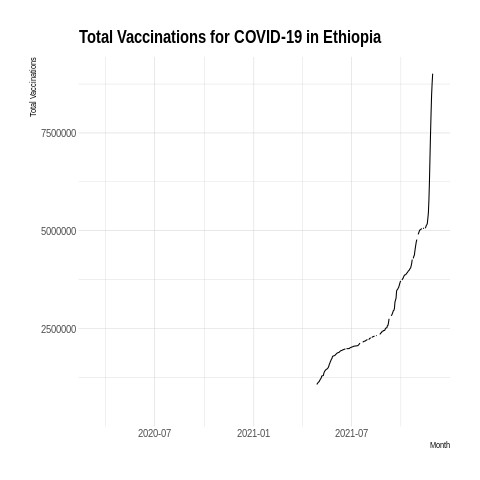 Total Vaccinations for COVID-19 in Ethiopia
Total Vaccinations
7500000
5000000
2500000
2020-07
2021-01
2021-07
Month